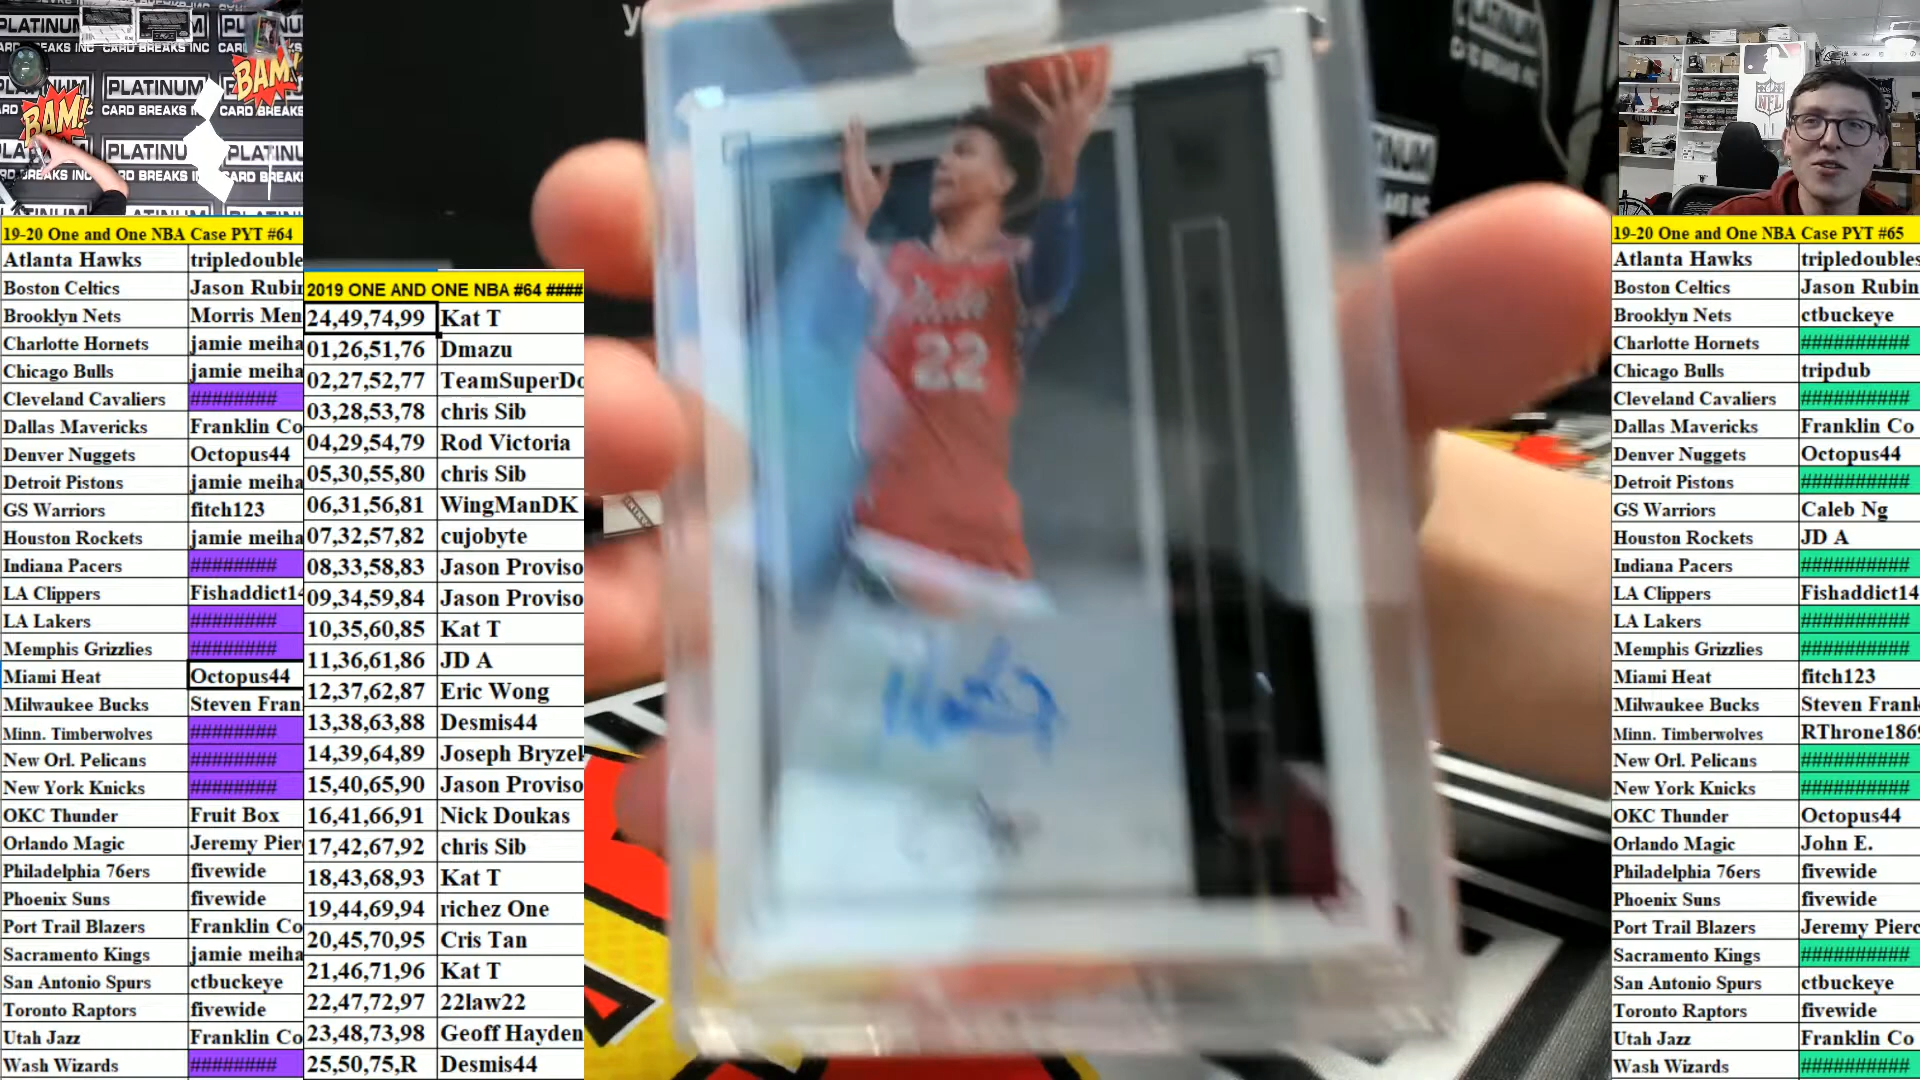 PLATINUM
CARD BREAKS INC
BAM!
BAM!
PLATINUM
CARD BREAKS INC
NFL
22
19-20 One and One NBA Case PYT #64
Atlanta Hawks tripledouble
Boston Celtics Jason Rubin
Brooklyn Nets Morris Men
Charlotte Hornets jamie meiha
Chicago Bulls jamie meiha
Cleveland Cavaliers ########
Dallas Mavericks Franklin Co
Denver Nuggets Octopus44
Detroit Pistons jamie meiha
GS Warriors fitch123
Houston Rockets jamie meiha
Indiana Pacers ########
LA Clippers Fishaddict14
LA Lakers ########
Memphis Grizzlies ########
Miami Heat Octopus44
Milwaukee Bucks Steven Fran
Minn. Timberwolves ########
New Orl. Pelicans ########
New York Knicks ########
OKC Thunder Fruit Box
Orlando Magic Jeremy Pier
Philadelphia 76ers fivewide
Phoenix Suns fivewide
Port Trail Blazers Franklin Co
Sacramento Kings jamie meiha
San Antonio Spurs ctbuckeye
Toronto Raptors fivewide
Utah Jazz Franklin Co
Wash Wizards ########
2019 ONE AND ONE NBA #64 ####
24,49,74,99 Kat T
01,26,51,76 Dmazu
02,27,52,77 TeamSuperDo
03,28,53,78 chris Sib
04,29,54,79 Rod Victoria
05,30,55,80 chris Sib
06,31,56,81 WingManDK
07,32,57,82 cujobyte
08,33,58,83 Jason Proviso
09,34,59,84 Jason Proviso
10,35,60,85 Kat T
11,36,61,86 JD A
12,37,62,87 Eric Wong
13,38,63,88 Desmis44
14,39,64,89 Joseph Bryzek
15,40,65,90 Jason Proviso
16,41,66,91 Nick Doukas
17,42,67,92 chris Sib
18,43,68,93 Kat T
19,44,69,94 richez One
20,45,70,95 Cris Tan
21,46,71,96 Kat T
22,47,72,97 22law22
23,48,73,98 Geoff Hayden
25,50,75,R Desmis44
19-20 One and One NBA Case PYT #65
Atlanta Hawks tripledoubles
Boston Celtics Jason Rubin
Brooklyn Nets ctbuckeye
Charlotte Hornets ##########
Chicago Bulls tripdub
Cleveland Cavaliers ##########
Dallas Mavericks Franklin Co
Denver Nuggets Octopus44
Detroit Pistons ##########
GS Warriors Caleb Ng
Houston Rockets JD A
Indiana Pacers ##########
LA Clippers Fishaddict14
LA Lakers ##########
Memphis Grizzlies ##########
Miami Heat fitch123
Milwaukee Bucks Steven Frank
Minn. Timberwolves RThrone1869
New Orl. Pelicans ##########
New York Knicks ##########
OKC Thunder Octopus44
Orlando Magic John E.
Philadelphia 76ers fivewide
Phoenix Suns fivewide
Port Trail Blazers Jeremy Pierc
Sacramento Kings ##########
San Antonio Spurs ctbuckeye
Toronto Raptors fivewide
Utah Jazz Franklin Co
Wash Wizards ##########